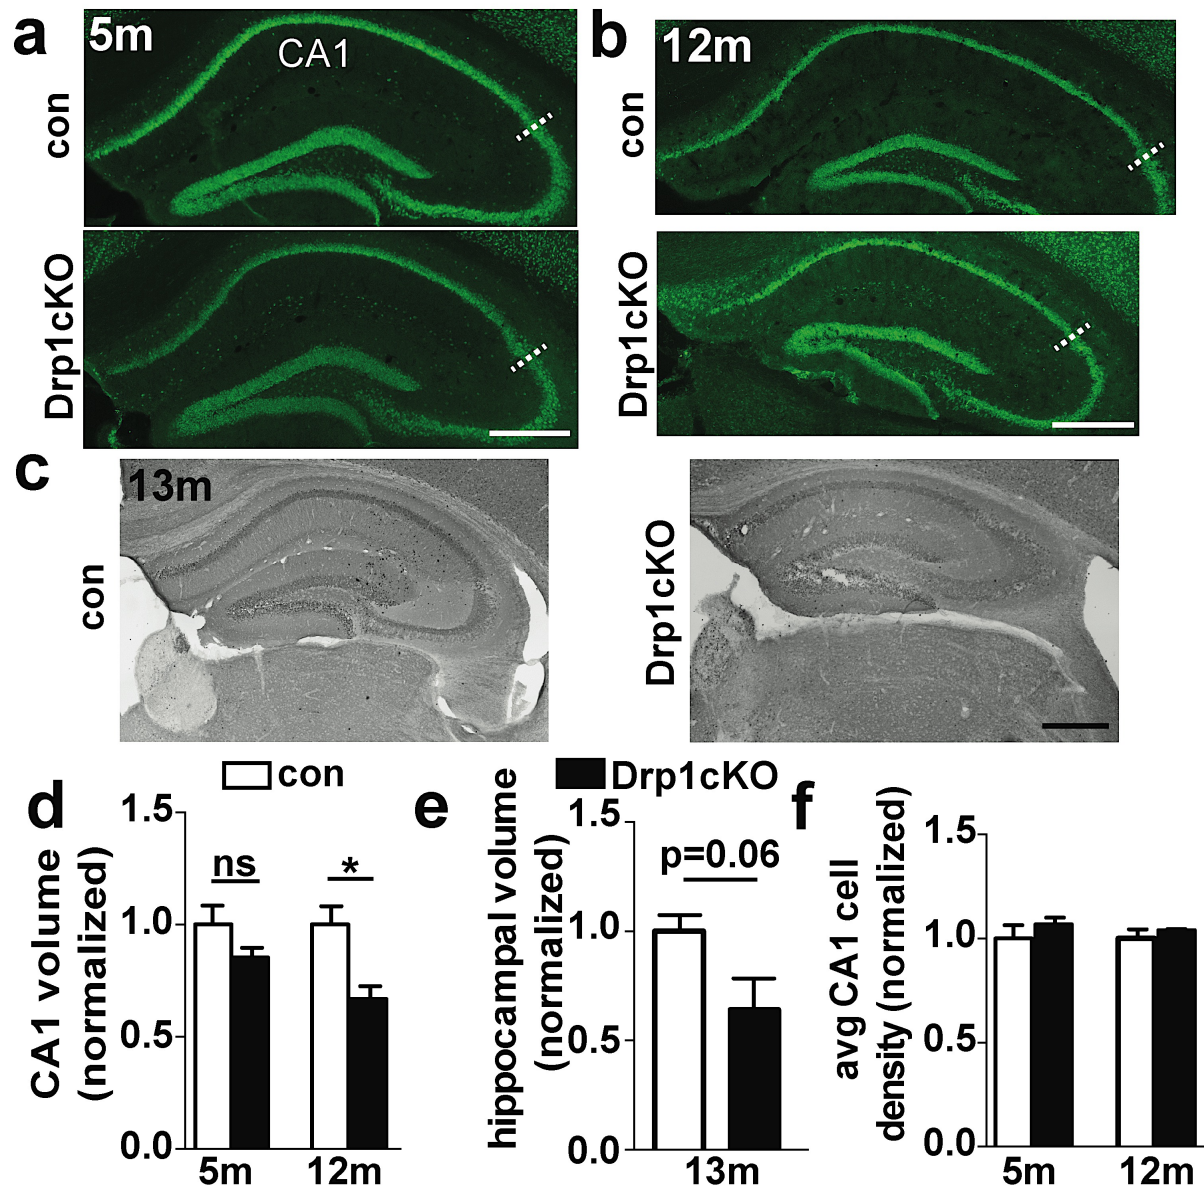 a
5m
CA1
con
Drp1cKO
b
12m
con
Drp1cKO
c
13m
con
Drp1cKO
con
Drp1cKO
d
CA1 volume
(normalized)
1.5
1.0
0.5
0.0
ns
*
5m
12m
e
hippocampal volume
(normalized)
1.5
1.0
0.5
0.0
p=0.06
13m
f
avg CA1 cell
density (normalized)
1.5
1.0
0.5
0.0
5m
12m